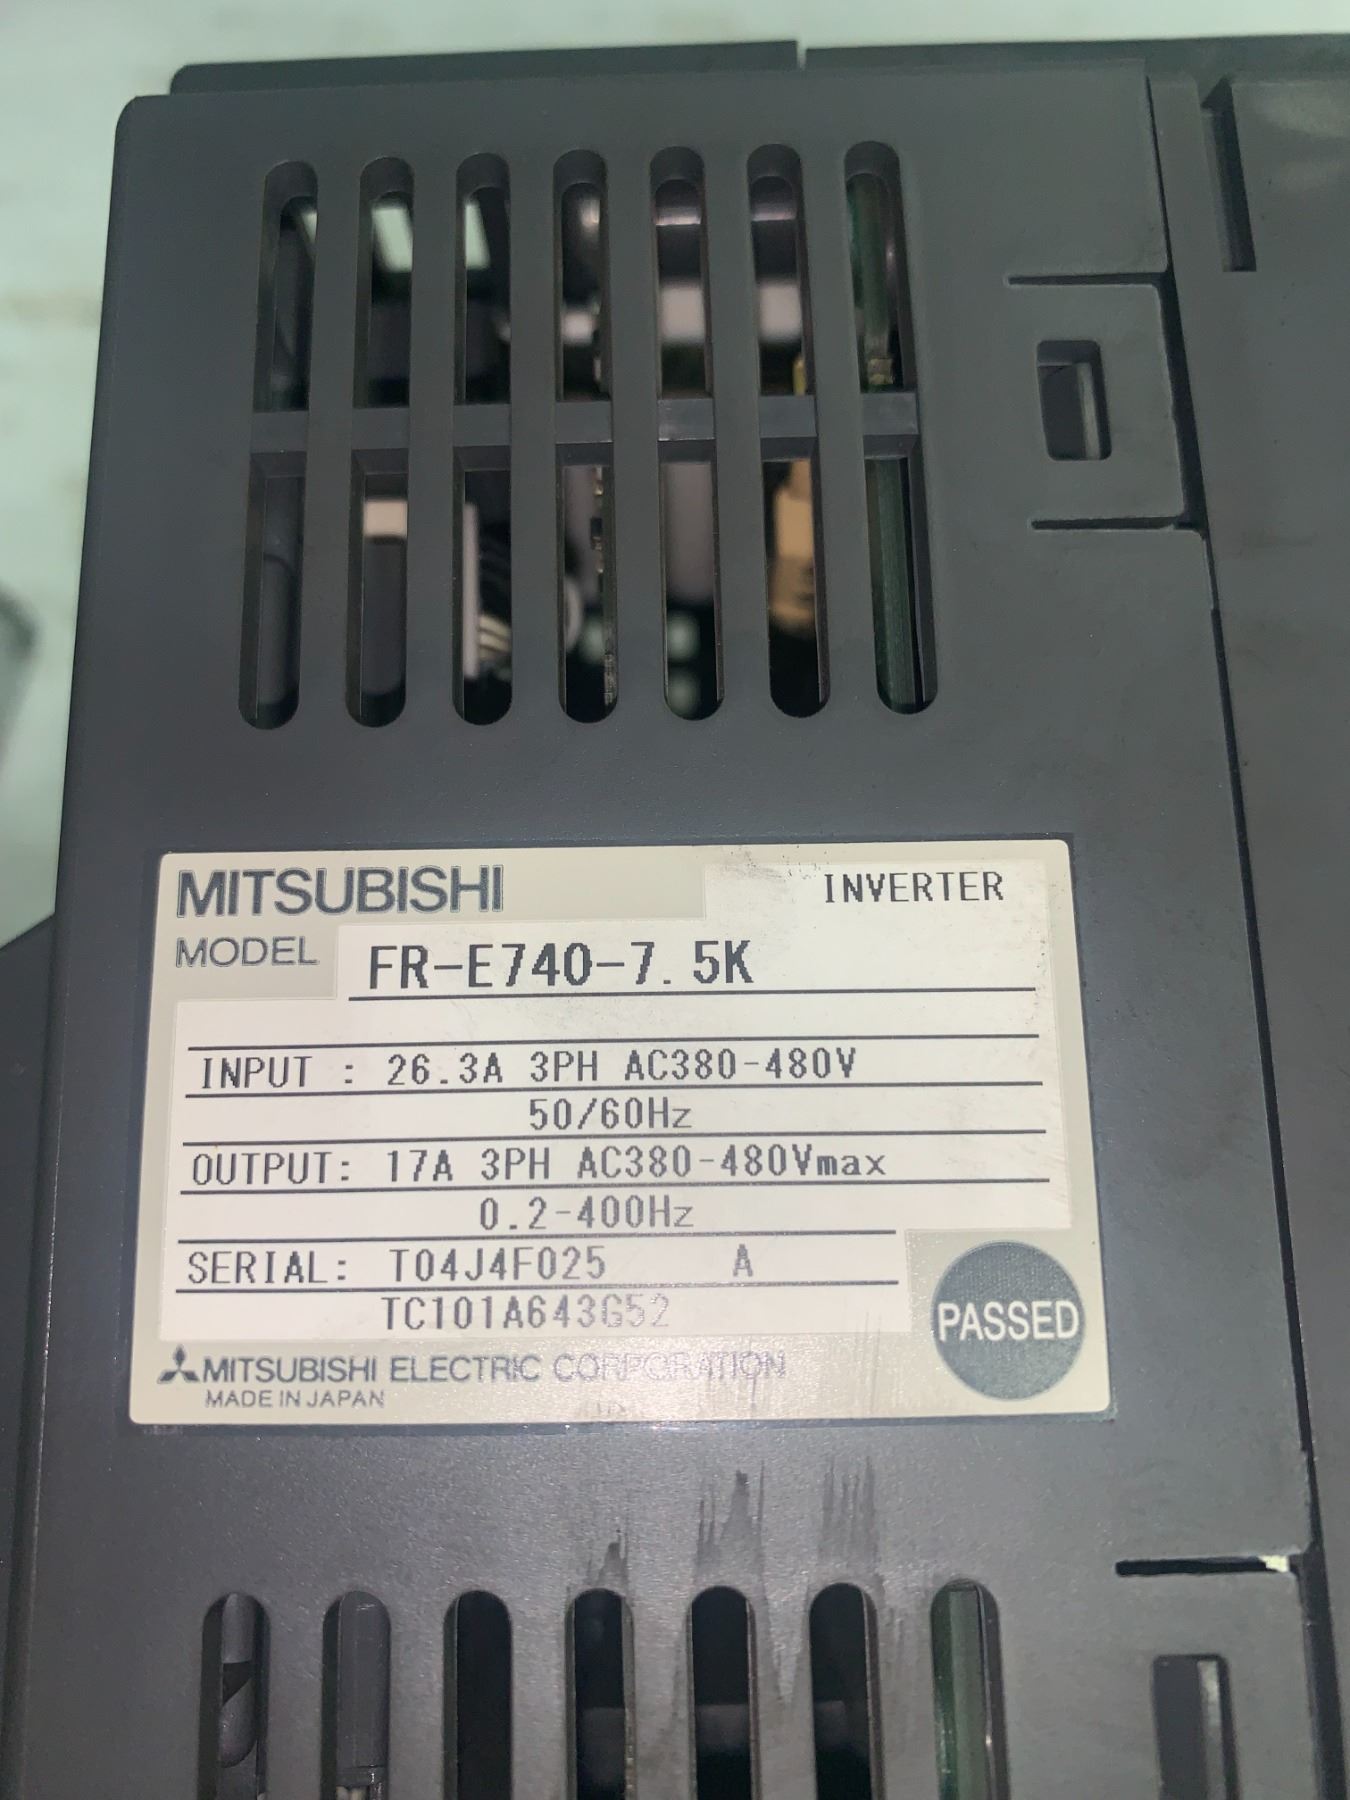 MITSUBISHI INVERTER
MODEL FR-E740-7.5K
INPUT : 26.3A 3PH AC380-480V
50/60Hz
OUTPUT: 17A 3PH AC380-480Vmax
0.2-400Hz
SERIAL: T04J4F025 A
TC101A643G52
PASSED
MITSUBISHI ELECTRIC CORPORATION
MADE IN JAPAN